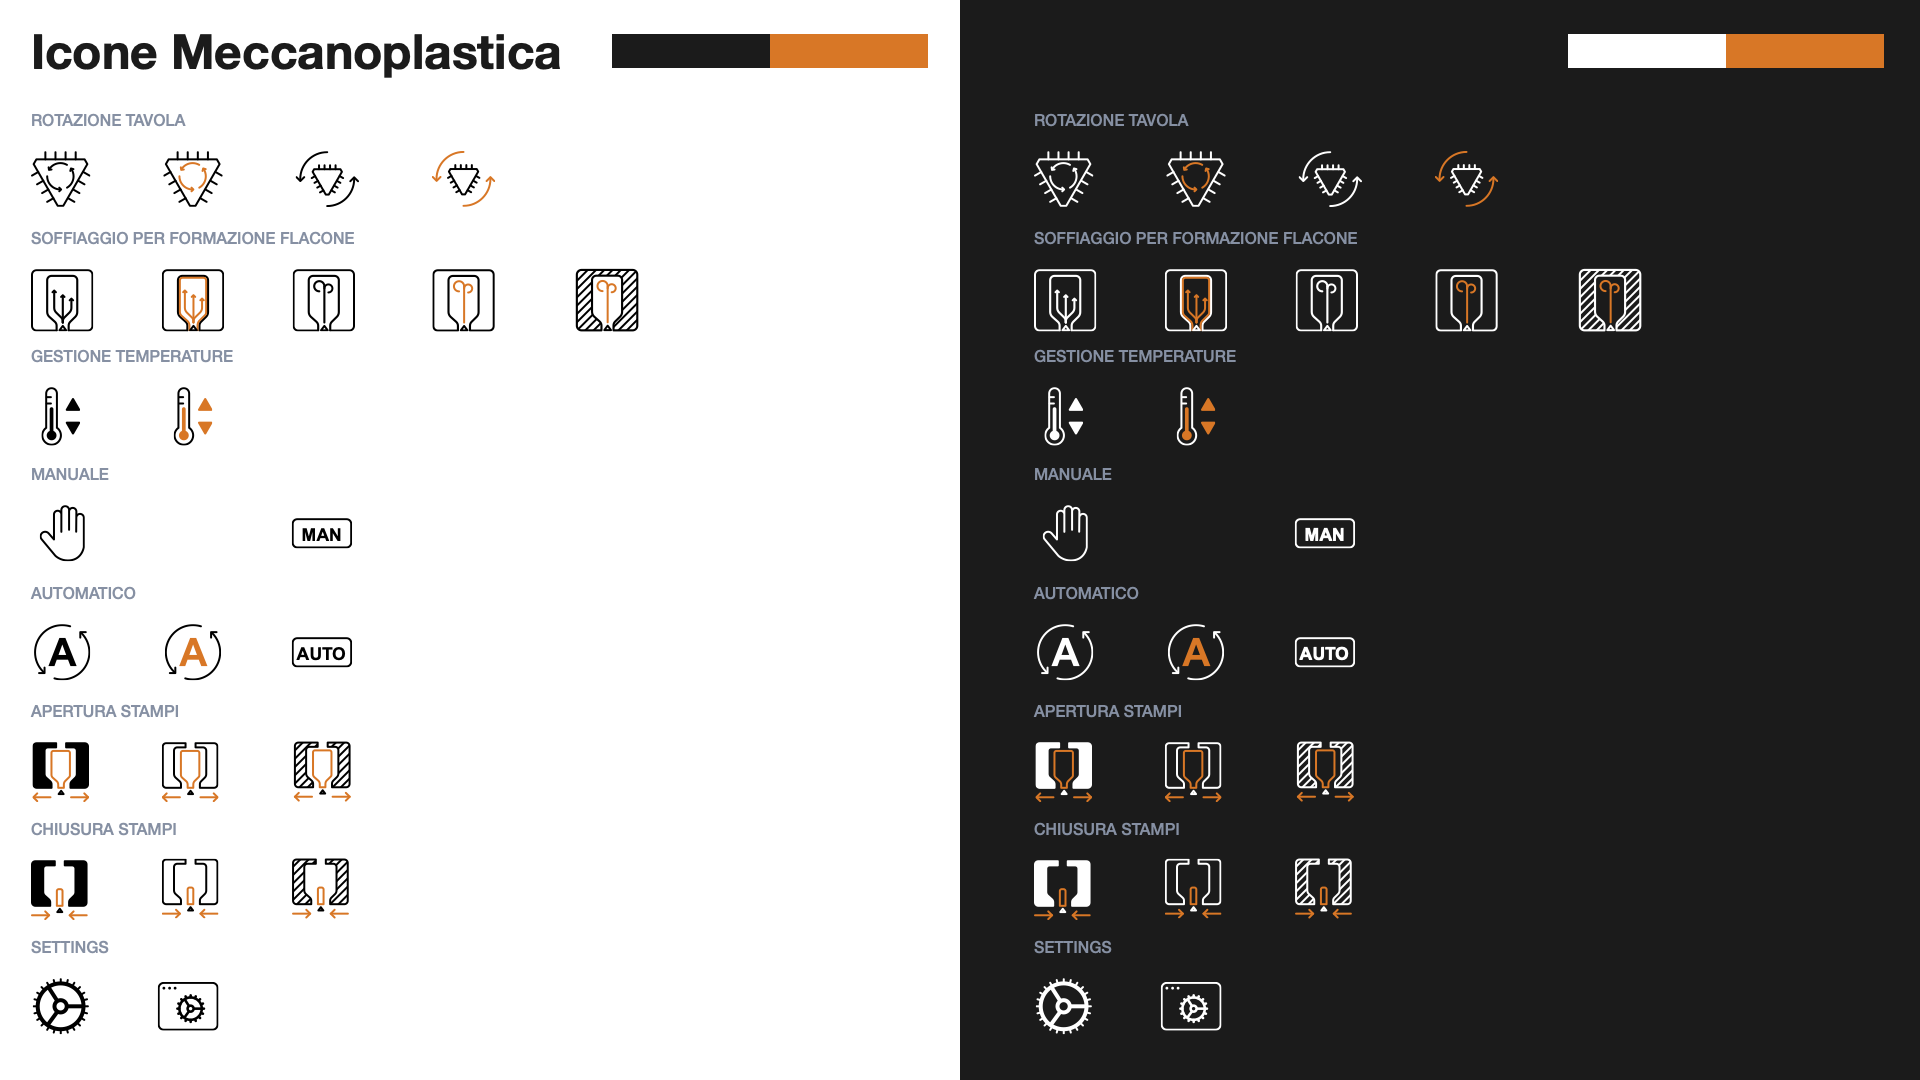 Icone Meccanoplastica
ROTAZIONE TAVOLA
SOFFIAGGIO PER FORMAZIONE FLACONE
GESTIONE TEMPERATURE
MANUALE
MAN
AUTOMATICO
A
A
AUTO
APERTURA STAMPI
CHIUSURA STAMPI
SETTINGS
ROTAZIONE TAVOLA
SOFFIAGGIO PER FORMAZIONE FLACONE
GESTIONE TEMPERATURE
MANUALE
MAN
AUTOMATICO
A
A
AUTO
APERTURA STAMPI
CHIUSURA STAMPI
SETTINGS